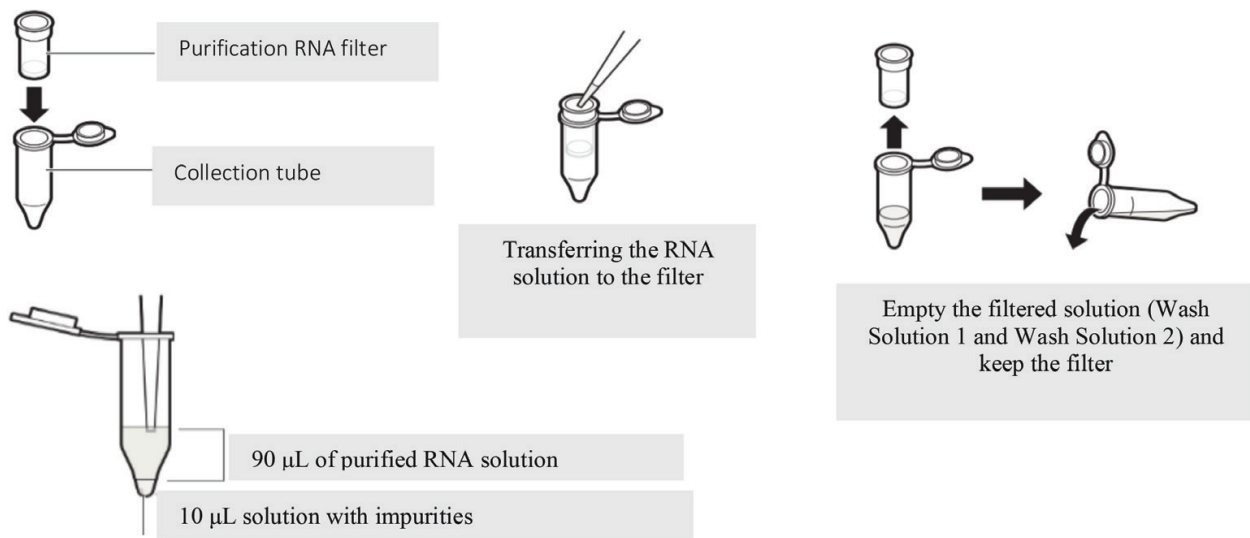 Purification RNA filter
Collection tube
Transferring the RNA
solution to the filter
Empty the filtered solution (Wash
Solution 1 and Wash Solution 2) and
keep the filter
90 μL of purified RNA solution
10 μL solution with impurities